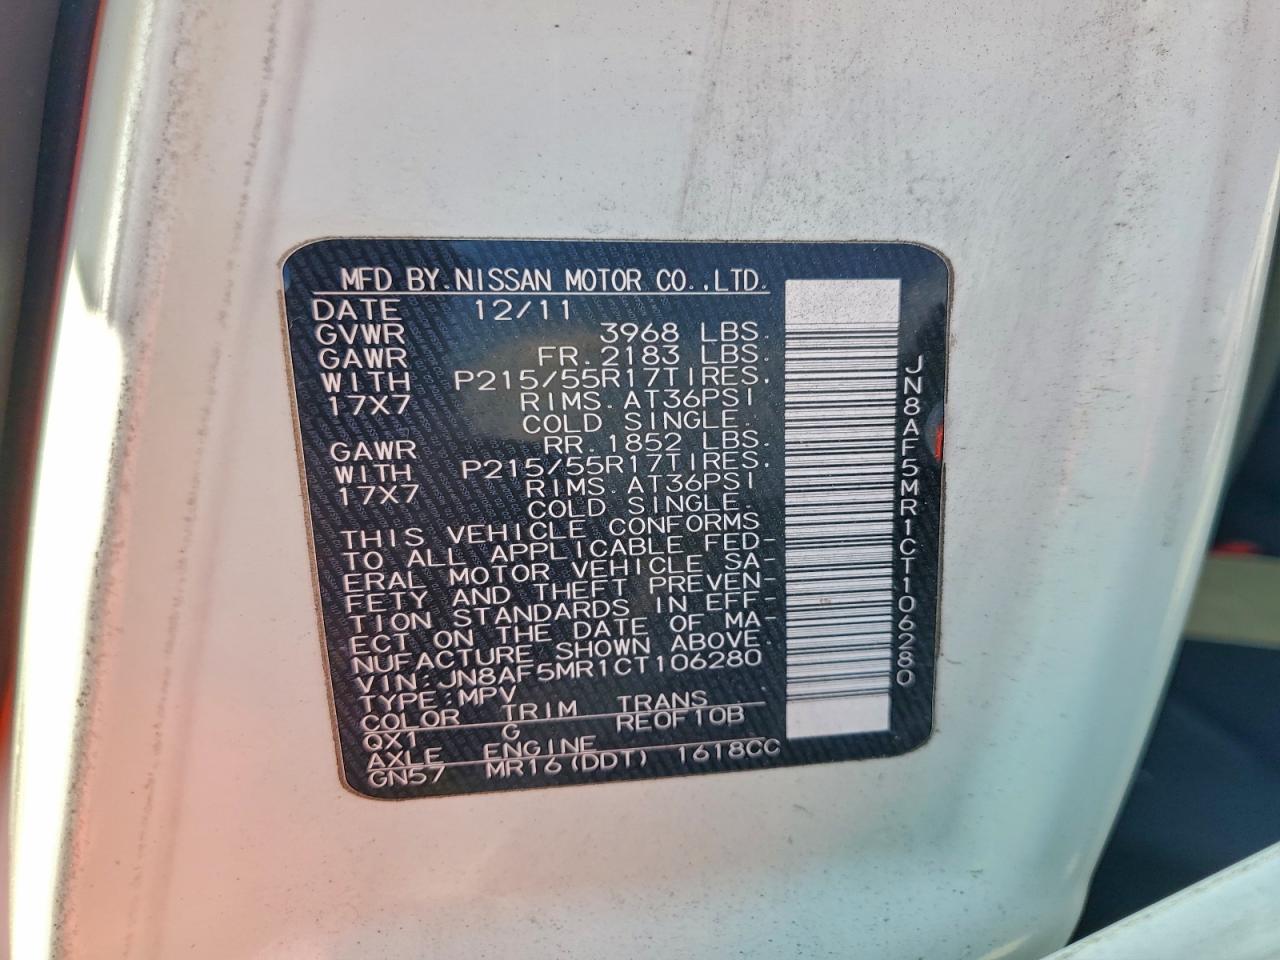 MFD BY.NISSAN MOTOR CO.,LTD.
DATE 12/11
GVWR 3968 LBS.
GAWR FR.2183 LBS.
WITH P215/55R17TIRES.
17X7 RIMS.AT36PSI
COLD SINGLE.
GAWR RR.1852 LBS.
WITH P215/55R17TIRES.
17X7 RIMS.AT36PSI
COLD SINGLE.
THIS VEHICLE CONFORMS
TO ALL APPLICABLE FED-
ERAL MOTOR VEHICLE SA-
FETY AND THEFT PREVEN-
TION STANDARDS IN EFF-
ECT ON THE DATE OF MA-
NUFACTURE SHOWN ABOVE.
VIN:JN8AF5MR1CT106280
TYPE:MPV
COLOR TRIM TRANS
QX1 G RE0F10B
AXLE ENGINE
GN57 MR16(DDT) 1618CC
JN8AF5MR1CT106280